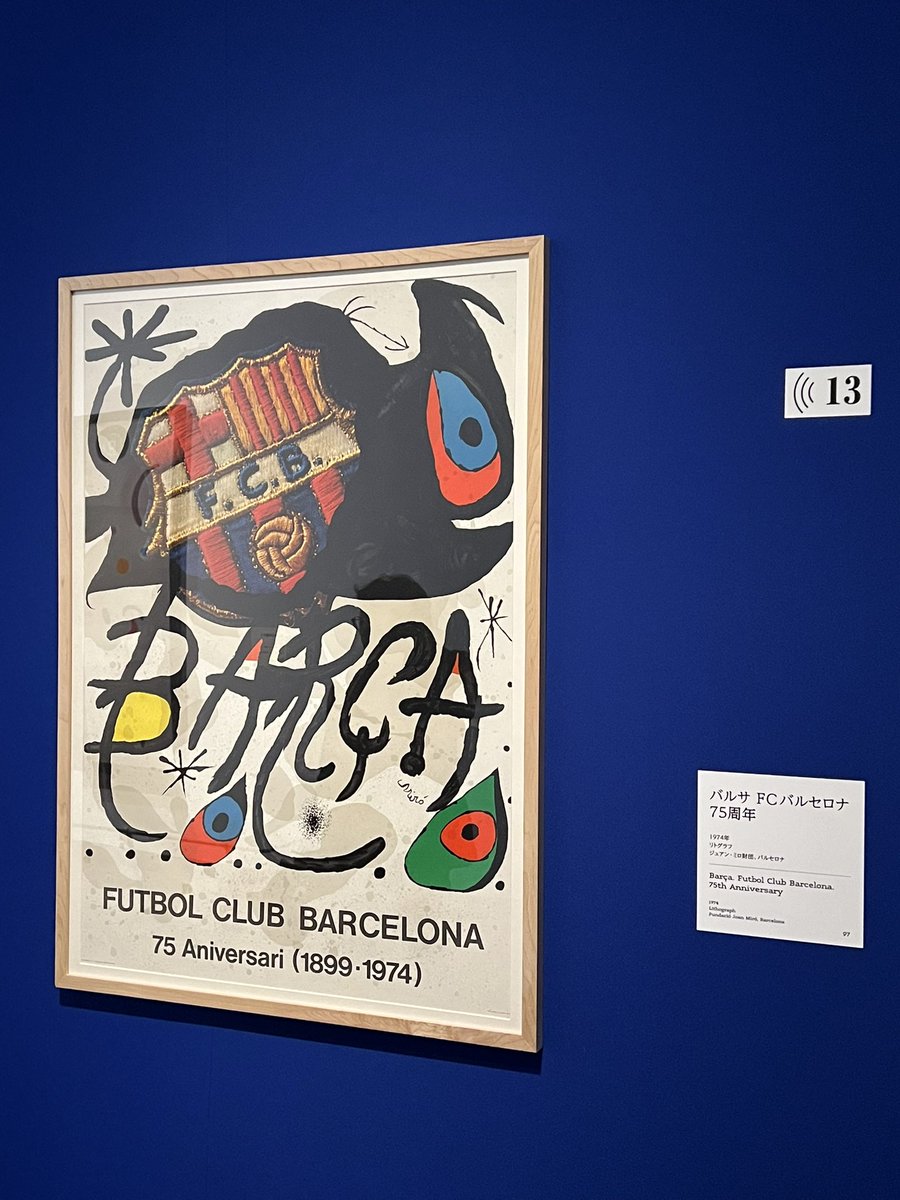 F.C.B.
BARÇA
Miró
FUTBOL CLUB BARCELONA
75 Aniversari (1899·1974)
13
バルサ FCバルセロナ
75周年
1974年
リトグラフ
ジュアン・ミロ財団、バルセロナ
Barça. Futbol Club Barcelona.
75th Anniversary
1974
Lithograph
Fundació Joan Miró, Barcelona
97